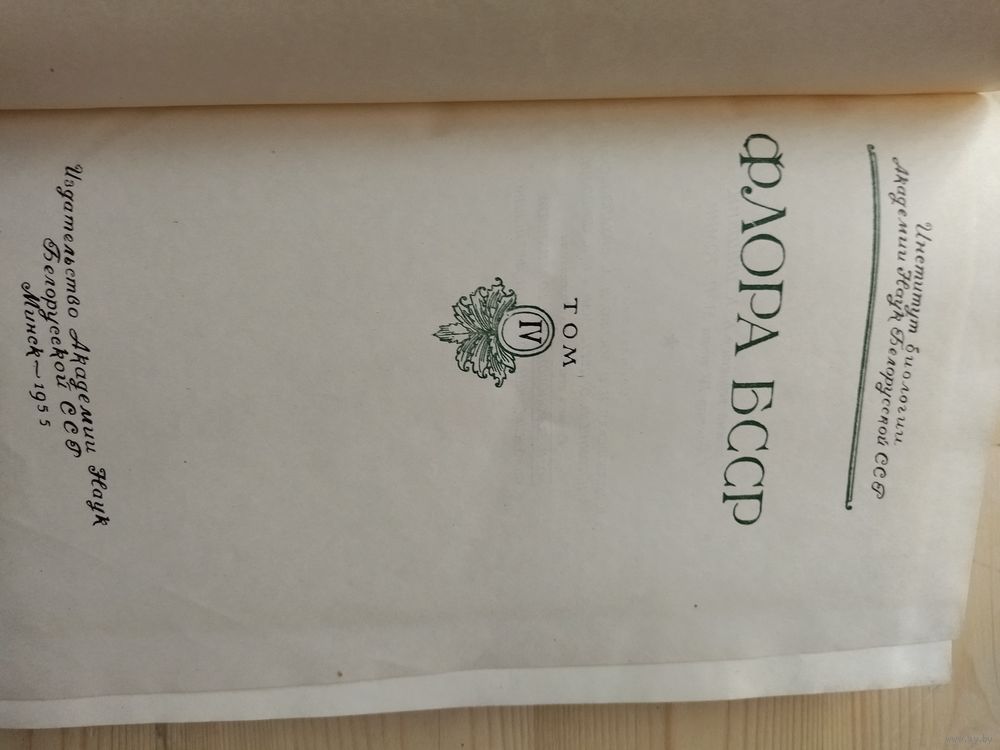 Институт биологии
Академии Наук Белорусской ССР
ФЛОРА БССР
ТОМ
IV
Издательство Академии Наук
Белорусской ССР
Минск~1955